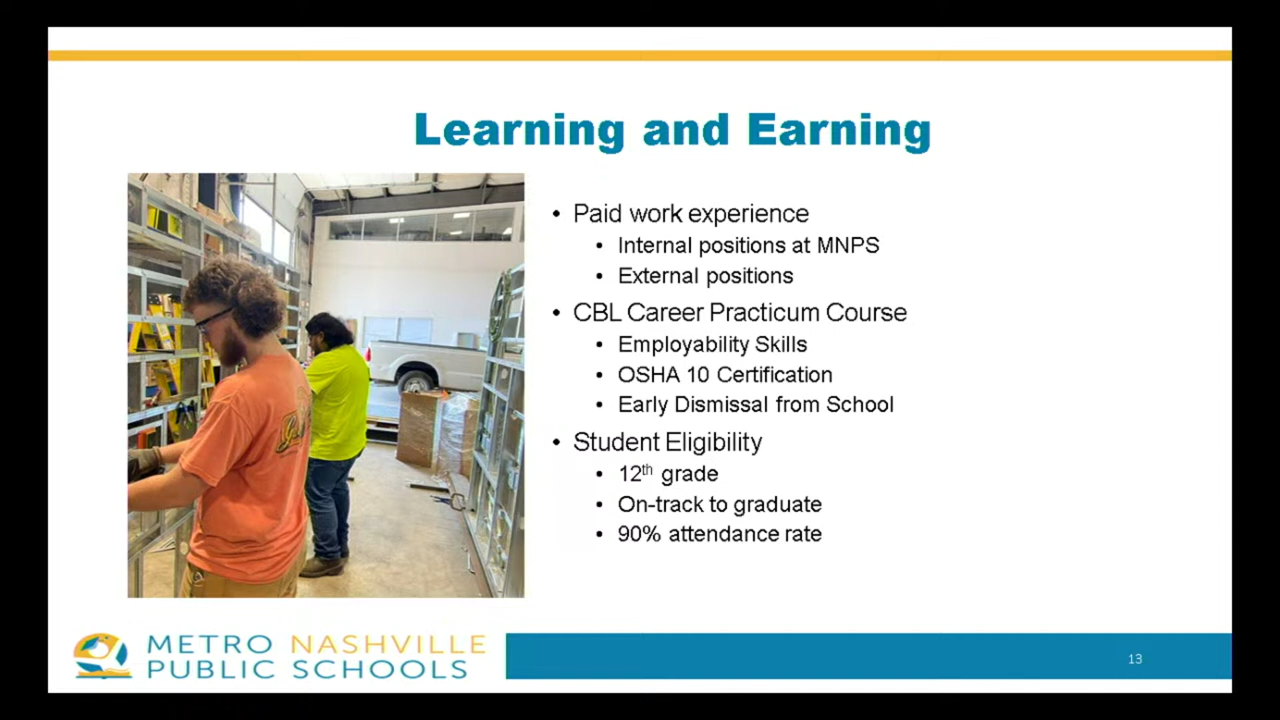 Learning and Earning
• Paid work experience
• Internal positions at MNPS
• External positions
• CBL Career Practicum Course
• Employability Skills
• OSHA 10 Certification
• Early Dismissal from School
• Student Eligibility
• 12th grade
• On-track to graduate
• 90% attendance rate
METRO NASHVILLE
PUBLIC SCHOOLS
13